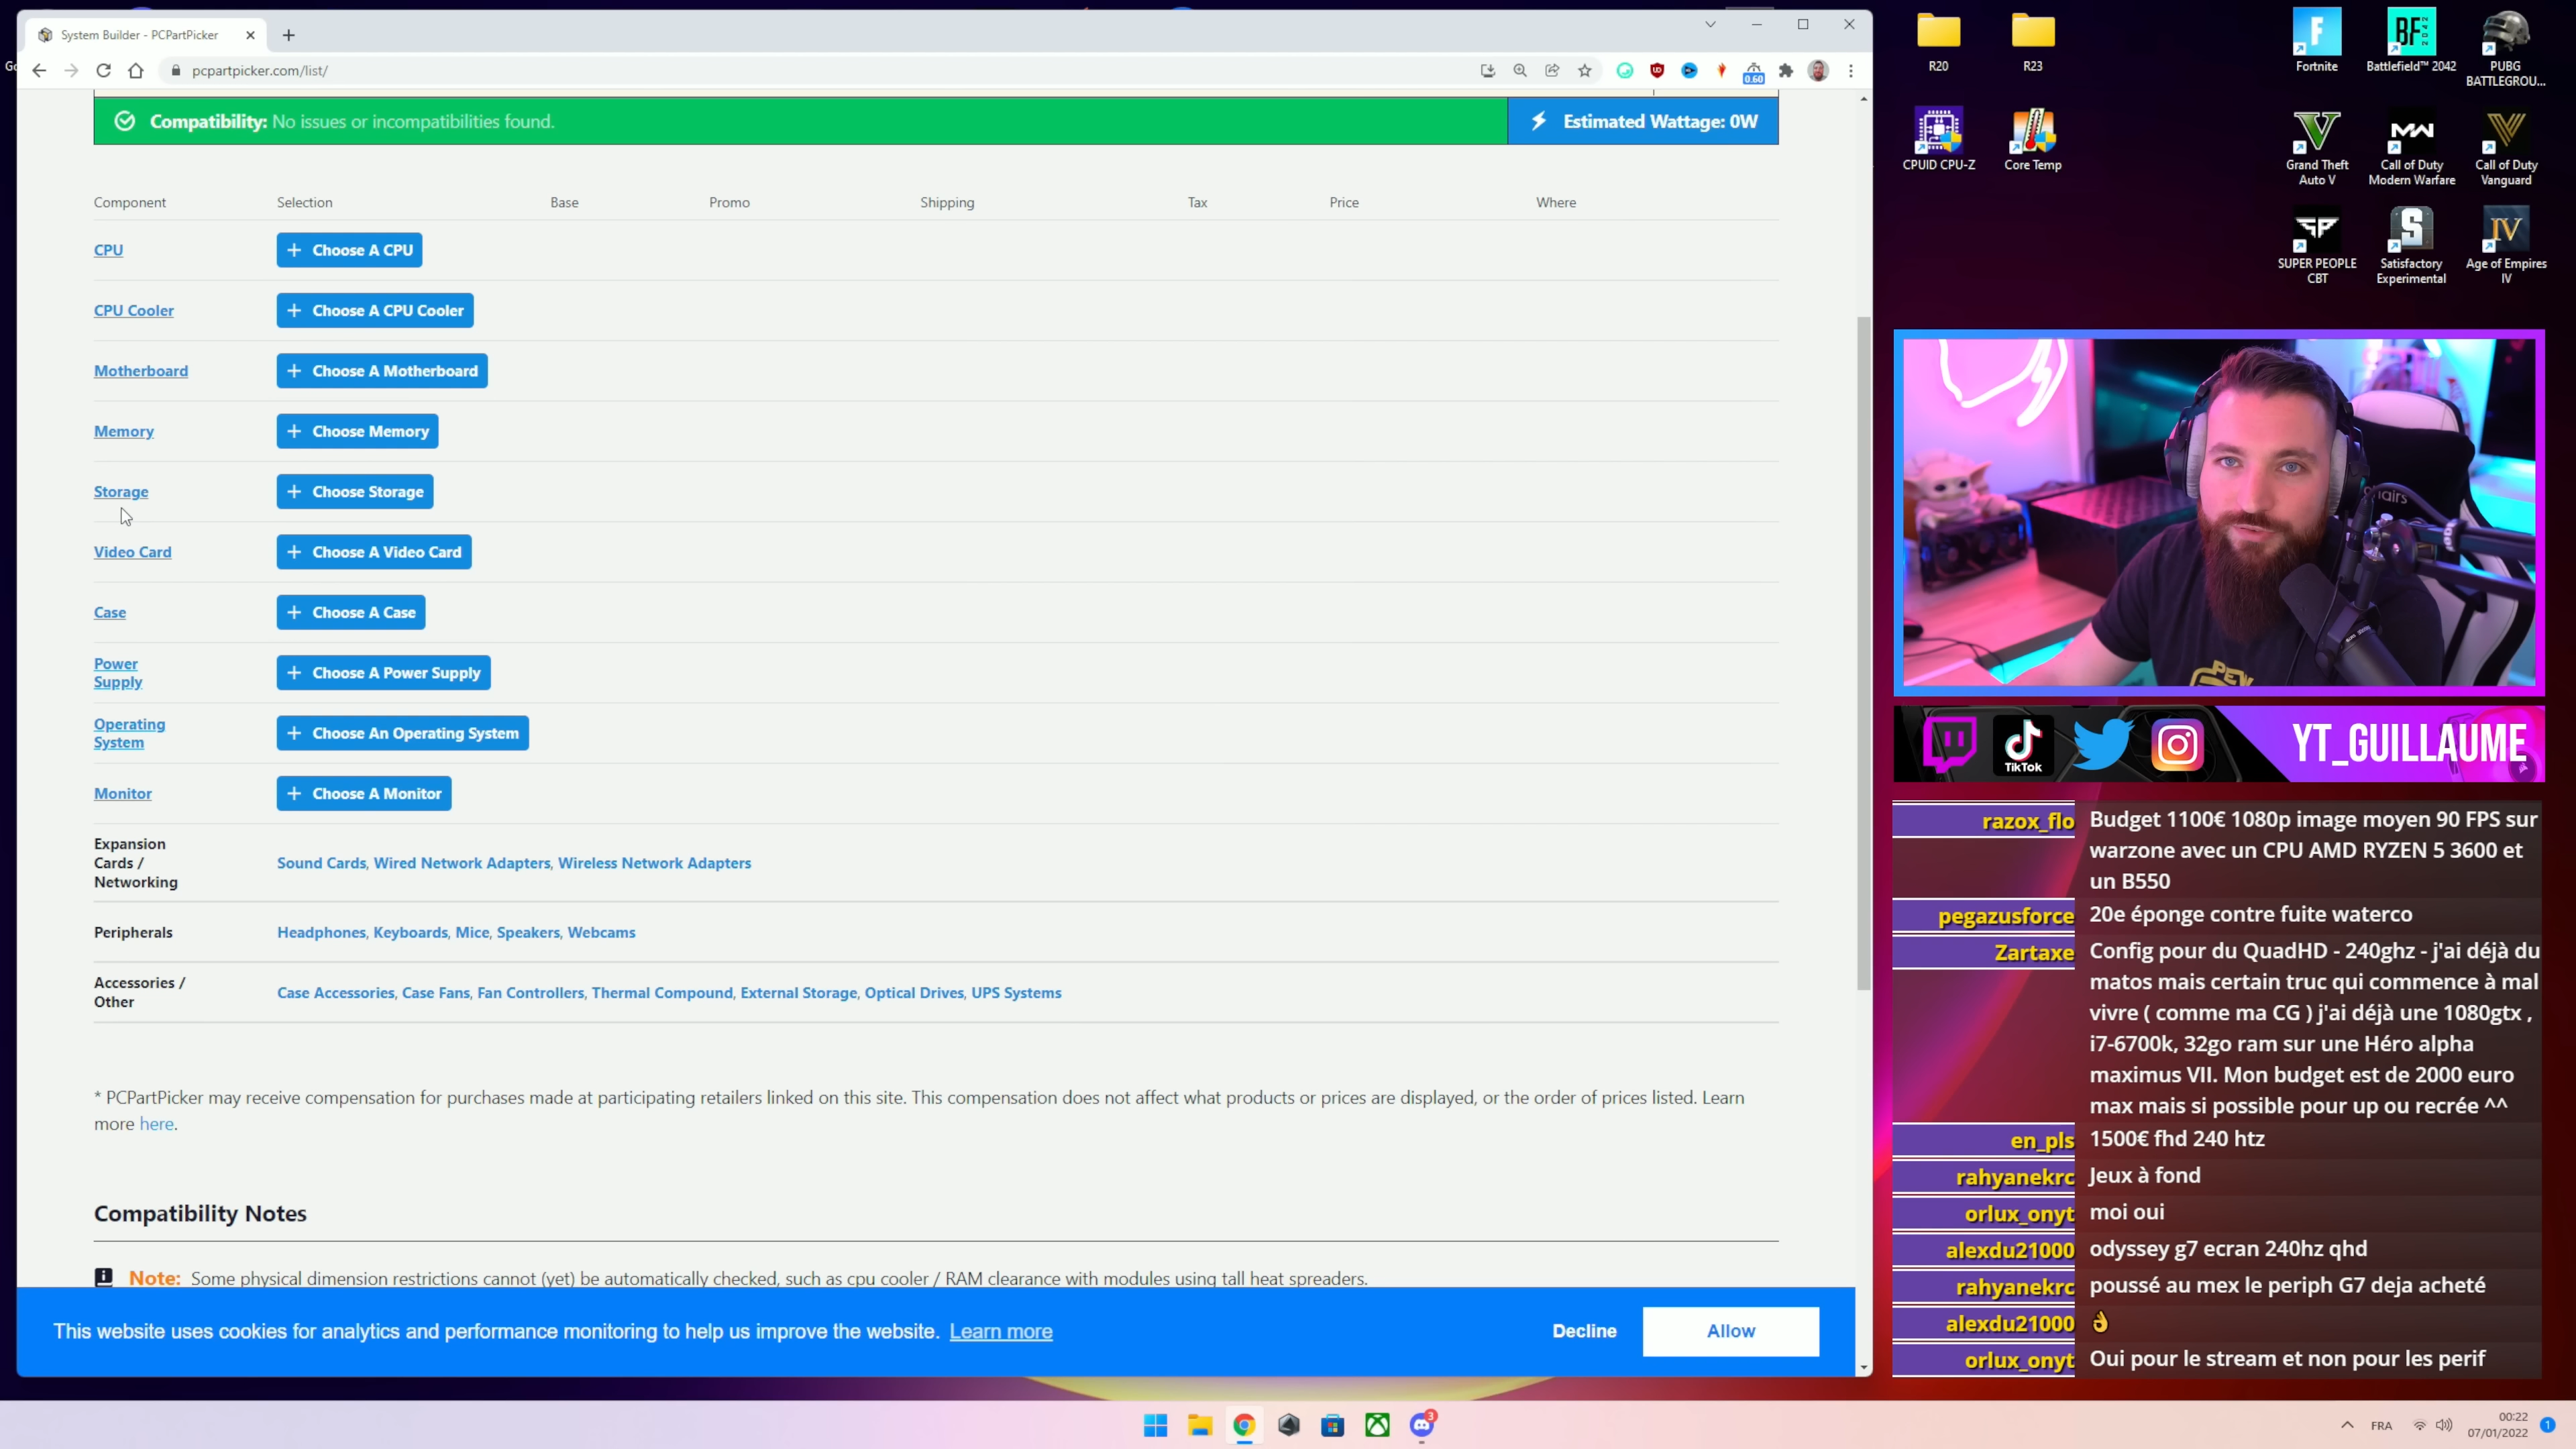 System Builder - PCPartPicker
pcpartpicker.com/list/
0.60
Compatibility: No issues or incompatibilities found.
Estimated Wattage: 0W
Component Selection Base Promo Shipping Tax Price Where
CPU
Choose A CPU
CPU Cooler
Choose A CPU Cooler
Motherboard
Choose A Motherboard
Memory
Choose Memory
Storage
Choose Storage
Video Card
Choose A Video Card
Case
Choose A Case
Power
Supply
Choose A Power Supply
Operating
System
Choose An Operating System
Monitor
Choose A Monitor
Expansion
Cards /
Networking
Sound Cards, Wired Network Adapters, Wireless Network Adapters
Peripherals
Headphones, Keyboards, Mice, Speakers, Webcams
Accessories /
Other
Case Accessories, Case Fans, Fan Controllers, Thermal Compound, External Storage, Optical Drives, UPS Systems
* PCPartPicker may receive compensation for purchases made at participating retailers linked on this site. This compensation does not affect what products or prices are displayed, or the order of prices listed. Learn
more here.
Compatibility Notes
Note: Some physical dimension restrictions cannot (yet) be automatically checked, such as cpu cooler / RAM clearance with modules using tall heat spreaders.
This website uses cookies for analytics and performance monitoring to help us improve the website. Learn more
Decline
Allow
R20
R23
CPUID CPU-Z
Core Temp
Fortnite
BF
2042
Battlefield™ 2042
PUBG
BATTLEGROU...
Grand Theft
Auto V
Call of Duty
Modern Warfare
Call of Duty
Vanguard
SUPER PEOPLE
CBT
Satisfactory
Experimental
IV
Age of Empires
IV
TikTok
YT_GUILLAUME
razox_flo Budget 1100€ 1080p image moyen 90 FPS sur
warzone avec un CPU AMD RYZEN 5 3600 et
un B550
pegazusforce 20e éponge contre fuite waterco
Zartaxe Config pour du QuadHD - 240ghz - j'ai déjà du
matos mais certain truc qui commence à mal
vivre ( comme ma CG ) j'ai déjà une 1080gtx ,
i7-6700k, 32go ram sur une Héro alpha
maximus VII. Mon budget est de 2000 euro
max mais si possible pour up ou recrée ^^
en_pls 1500€ fhd 240 htz
rahyanekrc Jeux à fond
orlux_onyt moi oui
alexdu21000 odyssey g7 ecran 240hz qhd
rahyanekrc poussé au mex le periph G7 deja acheté
alexdu21000 👌
orlux_onyt Oui pour le stream et non pour les perif
3
FRA
00:22
07/01/2022
1